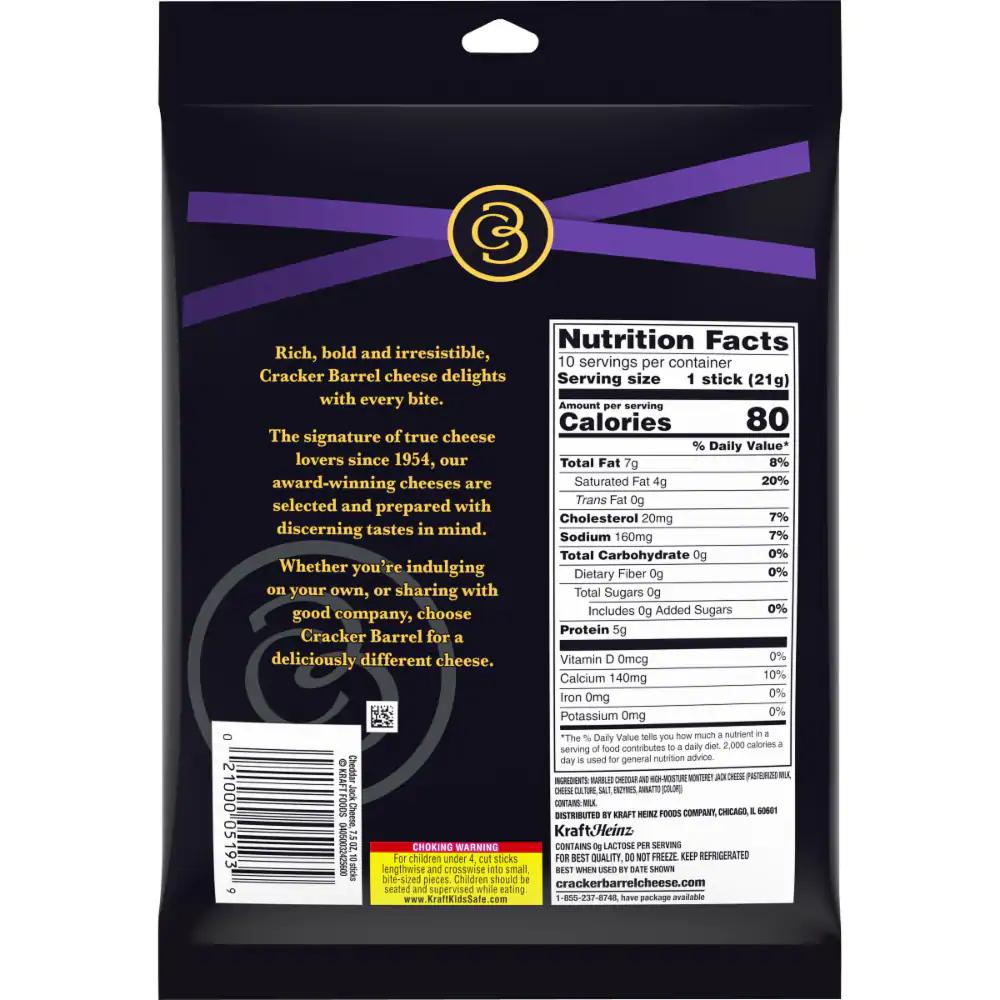 Rich, bold and irresistible,
Cracker Barrel cheese delights
with every bite.
The signature of true cheese
lovers since 1954, our
award-winning cheeses are
selected and prepared with
discerning tastes in mind.
Whether you're indulging
on your own, or sharing with
good company, choose
Cracker Barrel for a
deliciously different cheese.
Nutrition Facts
10 servings per container
Serving size 1 stick (21g)
Amount per serving
Calories 80
% Daily Value*
Total Fat 7g 8%
Saturated Fat 4g 20%
Trans Fat 0g
Cholesterol 20mg 7%
Sodium 160mg 7%
Total Carbohydrate 0g 0%
Dietary Fiber 0g 0%
Total Sugars 0g
Includes 0g Added Sugars 0%
Protein 5g
Vitamin D 0mcg 0%
Calcium 140mg 10%
Iron 0mg 0%
Potassium 0mg 0%
*The % Daily Value tells you how much a nutrient in a
serving of food contributes to a daily diet. 2,000 calories a
day is used for general nutrition advice.
INGREDIENTS: MARBLED CHEDDAR AND HIGH-MOISTURE MONTEREY JACK CHEESE (PASTEURIZED MILK,
CHEESE CULTURE, SALT, ENZYMES, ANNATTO [COLOR])
CONTAINS: MILK.
DISTRIBUTED BY KRAFT HEINZ FOODS COMPANY, CHICAGO, IL 60601
KraftHeinz
CONTAINS 0g LACTOSE PER SERVING
FOR BEST QUALITY, DO NOT FREEZE. KEEP REFRIGERATED
BEST WHEN USED BY DATE SHOWN
crackerbarrelcheese.com
1-855-237-8748, have package available
Cheddar Jack Cheese, 7.5 OZ, 10 sticks
© KRAFT FOODS 04050032425600
0 21000 05193 9
CHOKING WARNING
For children under 4, cut sticks
lengthwise and crosswise into small,
bite-sized pieces. Children should be
seated and supervised while eating.
www.KraftKidsSafe.com